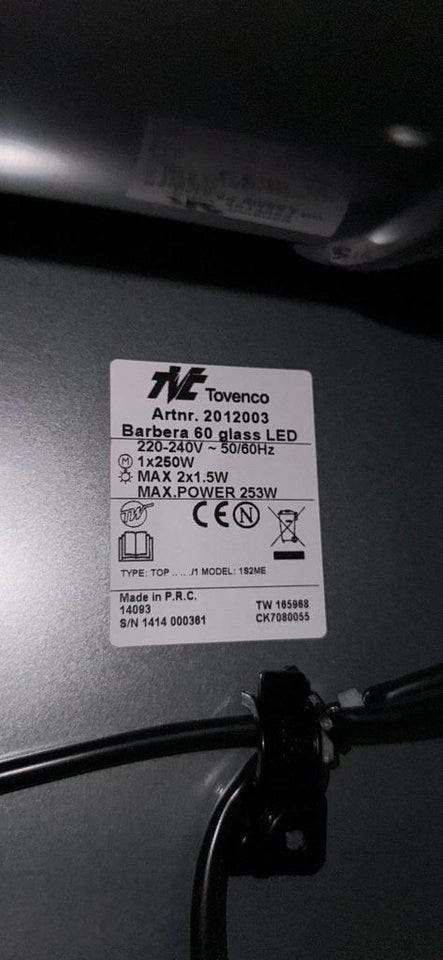 TVC Tovenco
Artnr. 2012003
Barbera 60 glass LED
220-240V ~ 50/60Hz
M 1x250W
MAX 2x1.5W
MAX.POWER 253W
TW CE N
TYPE: TOP .. .. ../1 MODEL: 1S2ME
Made in P.R.C.
14093 TW 165968
S/N 1414 000361 CK7080055